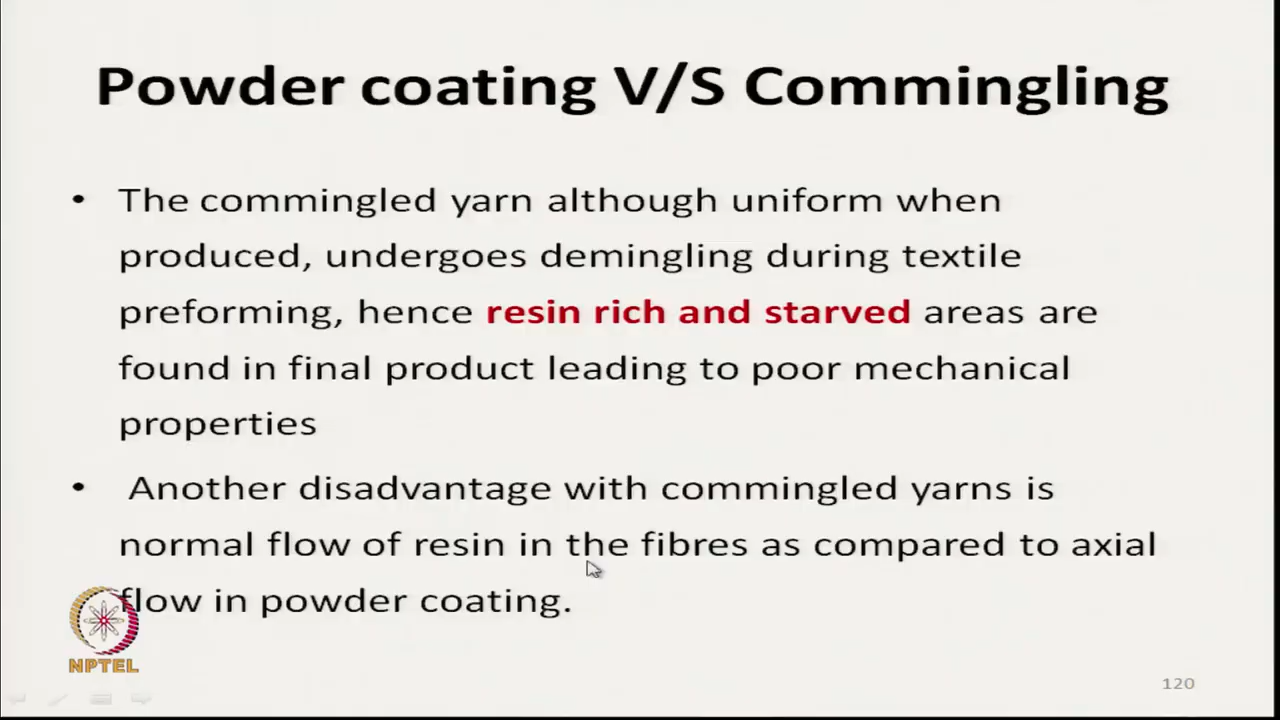 Powder coating V/S Commingling
• The commingled yarn although uniform when
produced, undergoes demingling during textile
preforming, hence resin rich and starved areas are
found in final product leading to poor mechanical
properties
• Another disadvantage with commingled yarns is
normal flow of resin in the fibres as compared to axial
flow in powder coating.
NPTEL
120